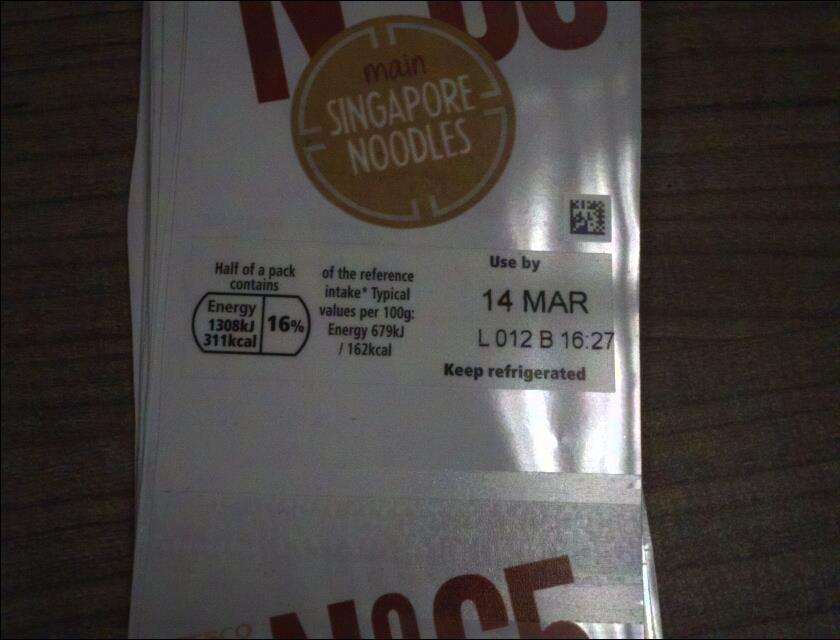 main
SINGAPORE
NOODLES
Half of a pack
contains
Energy
1308kJ
311kcal
16%
of the reference
intake* Typical
values per 100g:
Energy 679kJ
/ 162kcal
Use by
14 MAR
L 012 B 16:27
Keep refrigerated
No65